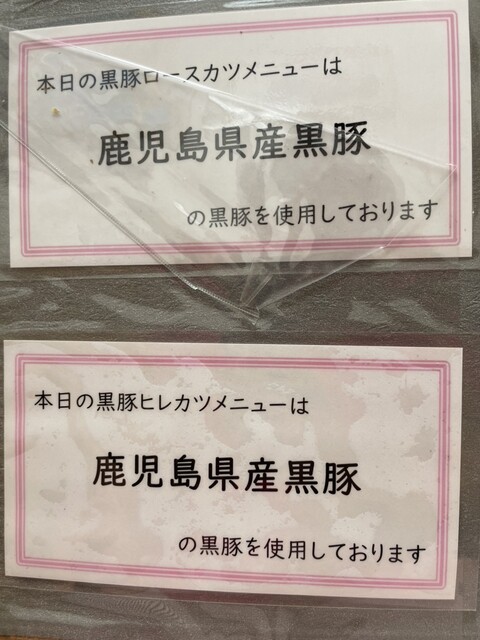 本日の黒豚ロースカツメニューは
鹿児島県産黒豚
の黒豚を使用しております
本日の黒豚ヒレカツメニューは
鹿児島県産黒豚
の黒豚を使用しております